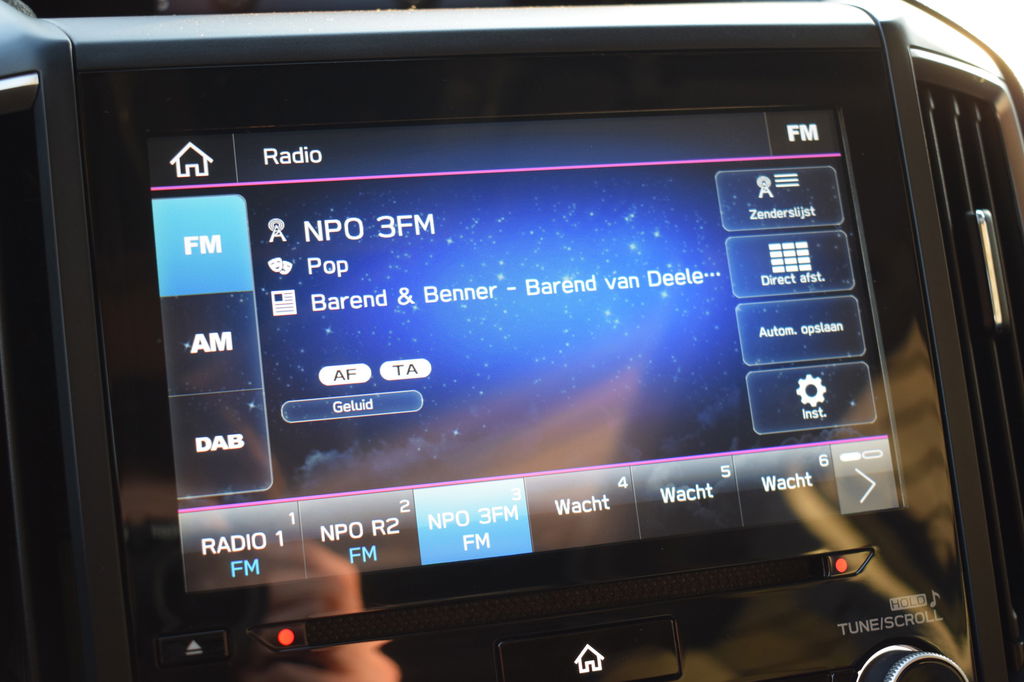 Radio
FM
FM
AM
DAB
NPO 3FM
Pop
Barend & Benner - Barend van Deele...
AF
TA
Geluid
Zenderslijst
Direct afst.
Autom. opslaan
Inst.
1
RADIO 1
FM
2
NPO R2
FM
3
NPO 3FM
FM
4
Wacht
5
Wacht
6
Wacht
HOLD
TUNE/SCROLL